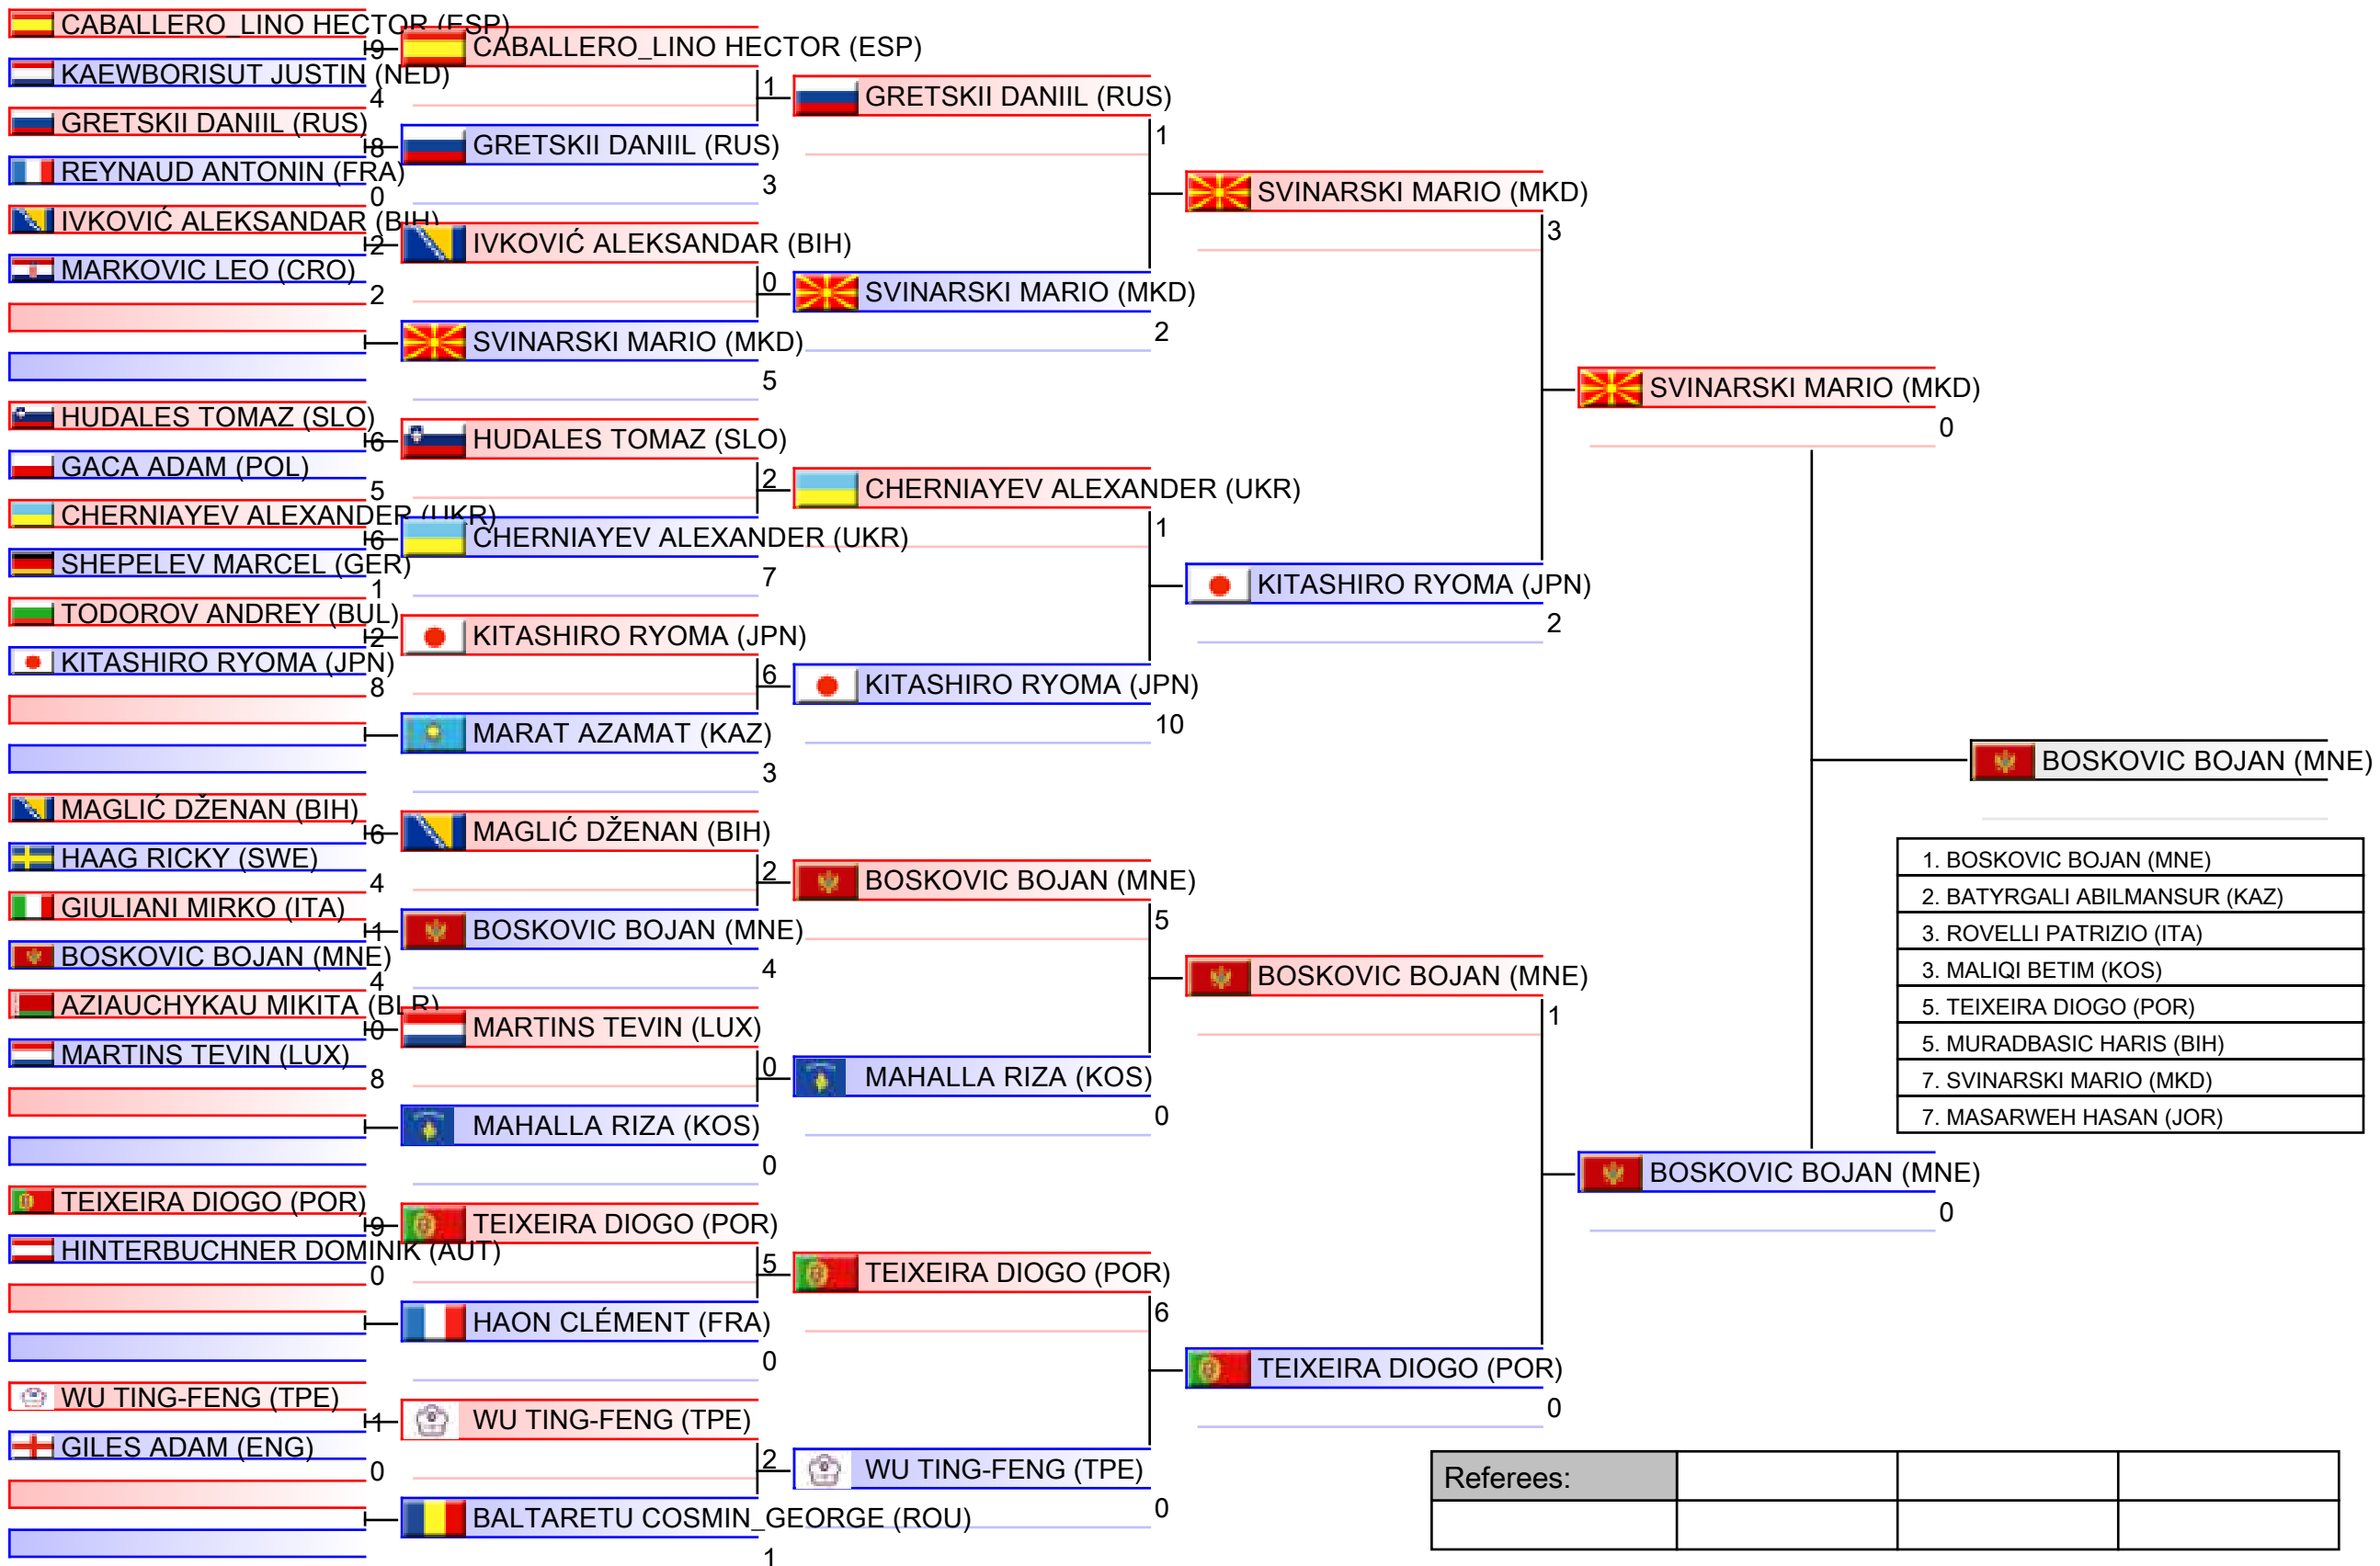 CABALLERO_LINO HECTOR (ESP)
9
KAEWBORISUT JUSTIN (NED)
4
GRETSKII DANIIL (RUS)
8
REYNAUD ANTONIN (FRA)
0
IVKOVIĆ ALEKSANDAR (BIH)
2
MARKOVIC LEO (CRO)
2
HUDALES TOMAZ (SLO)
6
GACA ADAM (POL)
5
CHERNIAYEV ALEXANDER (UKR)
6
SHEPELEV MARCEL (GER)
1
TODOROV ANDREY (BUL)
2
KITASHIRO RYOMA (JPN)
8
MAGLIĆ DŽENAN (BIH)
6
HAAG RICKY (SWE)
4
GIULIANI MIRKO (ITA)
1
BOSKOVIC BOJAN (MNE)
4
AZIAUCHYKAU MIKITA (BLR)
0
MARTINS TEVIN (LUX)
8
TEIXEIRA DIOGO (POR)
9
HINTERBUCHNER DOMINIK (AUT)
0
WU TING-FENG (TPE)
1
GILES ADAM (ENG)
0
CABALLERO_LINO HECTOR (ESP)
1
GRETSKII DANIIL (RUS)
3
IVKOVIĆ ALEKSANDAR (BIH)
0
SVINARSKI MARIO (MKD)
5
HUDALES TOMAZ (SLO)
2
CHERNIAYEV ALEXANDER (UKR)
7
KITASHIRO RYOMA (JPN)
6
MARAT AZAMAT (KAZ)
3
MAGLIĆ DŽENAN (BIH)
2
BOSKOVIC BOJAN (MNE)
4
MARTINS TEVIN (LUX)
0
MAHALLA RIZA (KOS)
0
TEIXEIRA DIOGO (POR)
5
HAON CLÉMENT (FRA)
0
WU TING-FENG (TPE)
2
BALTARETU COSMIN_GEORGE (ROU)
1
GRETSKII DANIIL (RUS)
1
SVINARSKI MARIO (MKD)
2
CHERNIAYEV ALEXANDER (UKR)
1
KITASHIRO RYOMA (JPN)
10
BOSKOVIC BOJAN (MNE)
5
MAHALLA RIZA (KOS)
0
TEIXEIRA DIOGO (POR)
6
WU TING-FENG (TPE)
0
SVINARSKI MARIO (MKD)
3
KITASHIRO RYOMA (JPN)
2
BOSKOVIC BOJAN (MNE)
1
TEIXEIRA DIOGO (POR)
0
SVINARSKI MARIO (MKD)
0
BOSKOVIC BOJAN (MNE)
0
BOSKOVIC BOJAN (MNE)
1. BOSKOVIC BOJAN (MNE)
2. BATYRGALI ABILMANSUR (KAZ)
3. ROVELLI PATRIZIO (ITA)
3. MALIQI BETIM (KOS)
5. TEIXEIRA DIOGO (POR)
5. MURADBASIC HARIS (BIH)
7. SVINARSKI MARIO (MKD)
7. MASARWEH HASAN (JOR)
Referees: